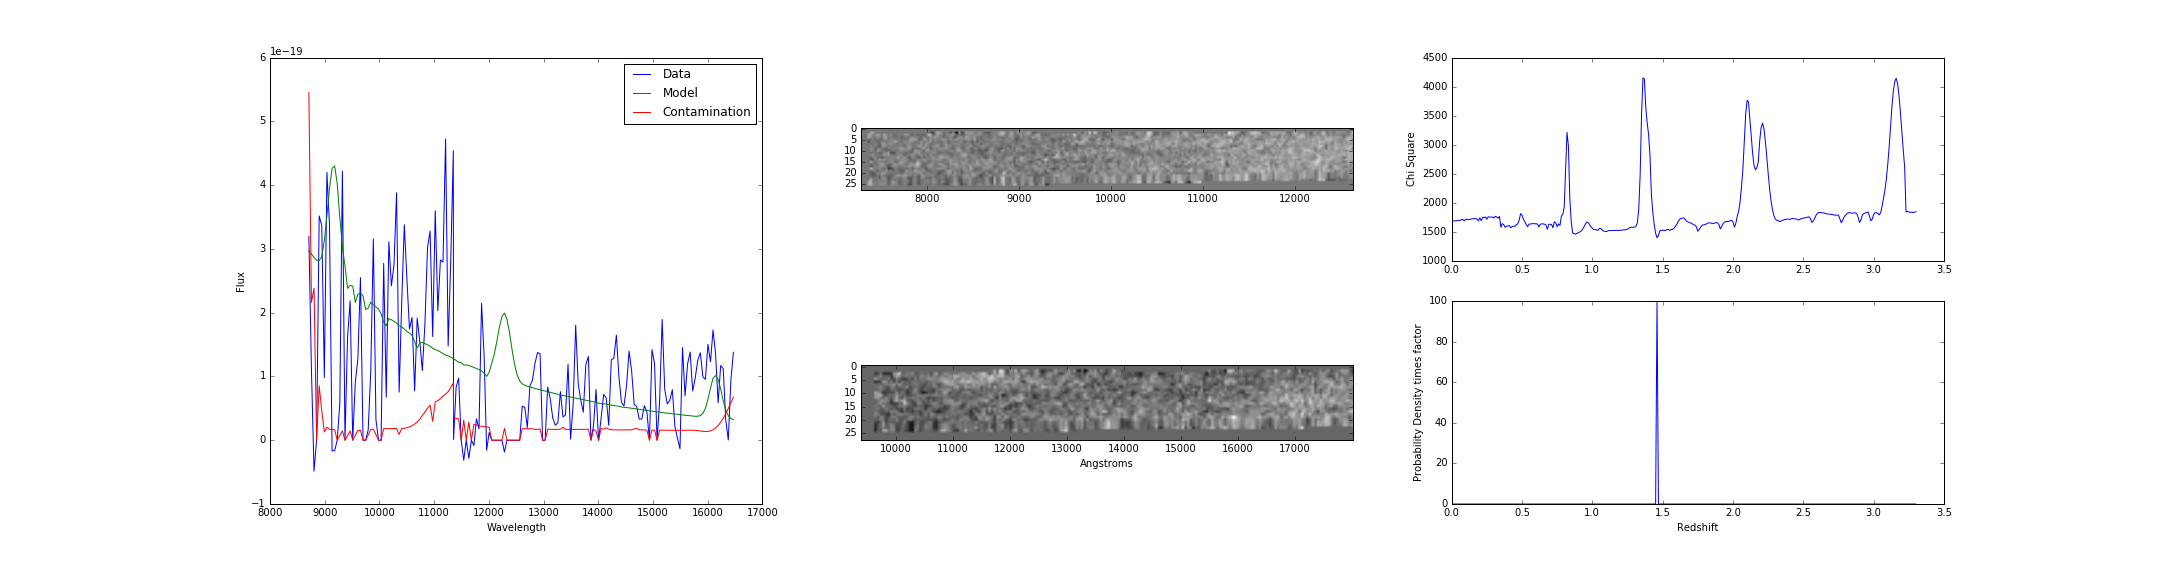 1e−19
6
5
4
3
2
1
0
−1
8000 9000 10000 11000 12000 13000 14000 15000 16000 17000
Wavelength
Flux
Data
Model
Contamination
0
5
10
15
20
25
8000 9000 10000 11000 12000
0
5
10
15
20
25
10000 11000 12000 13000 14000 15000 16000 17000
Angstroms
4500
4000
3500
3000
2500
2000
1500
1000
0.0 0.5 1.0 1.5 2.0 2.5 3.0 3.5
Chi Square
100
80
60
40
20
0
0.0 0.5 1.0 1.5 2.0 2.5 3.0 3.5
Redshift
Probability Density times factor